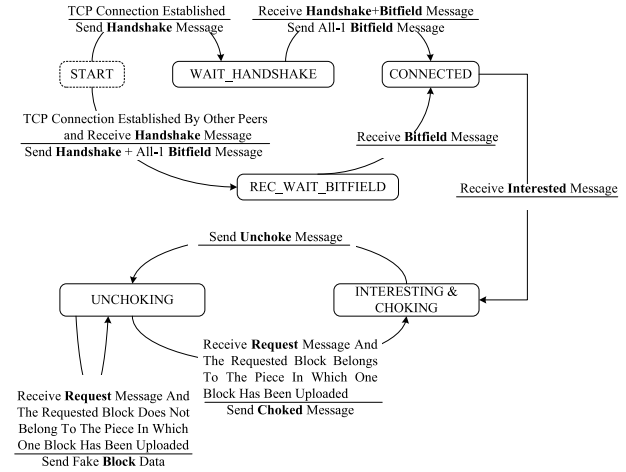 TCP Connection Established
Send Handshake Message
Receive Handshake+Bitfield Message
Send All-1 Bitfield Message
START
WAIT_HANDSHAKE
CONNECTED
TCP Connection Established By Other Peers
and Receive Handshake Message
Send Handshake + All-1 Bitfield Message
Receive Bitfield Message
REC_WAIT_BITFIELD
Receive Interested Message
Send Unchoke Message
UNCHOKING
INTERESTING &
CHOKING
Receive Request Message And
The Requested Block Belongs
To The Piece In Which One
Block Has Been Uploaded
Send Choked Message
Receive Request Message And
The Requested Block Does Not
Belong To The Piece In Which
One Block Has Been Uploaded
Send Fake Block Data